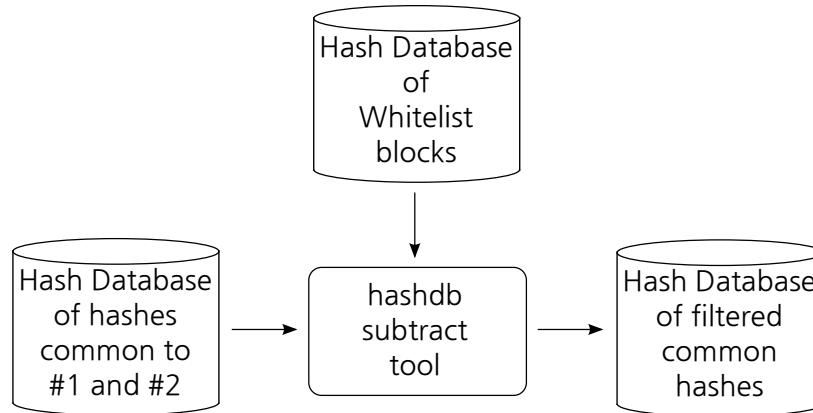 Hash Database
of
Whitelist
blocks
Hash Database
of hashes
common to
#1 and #2
hashdb
subtract
tool
Hash Database
of filtered
common
hashes